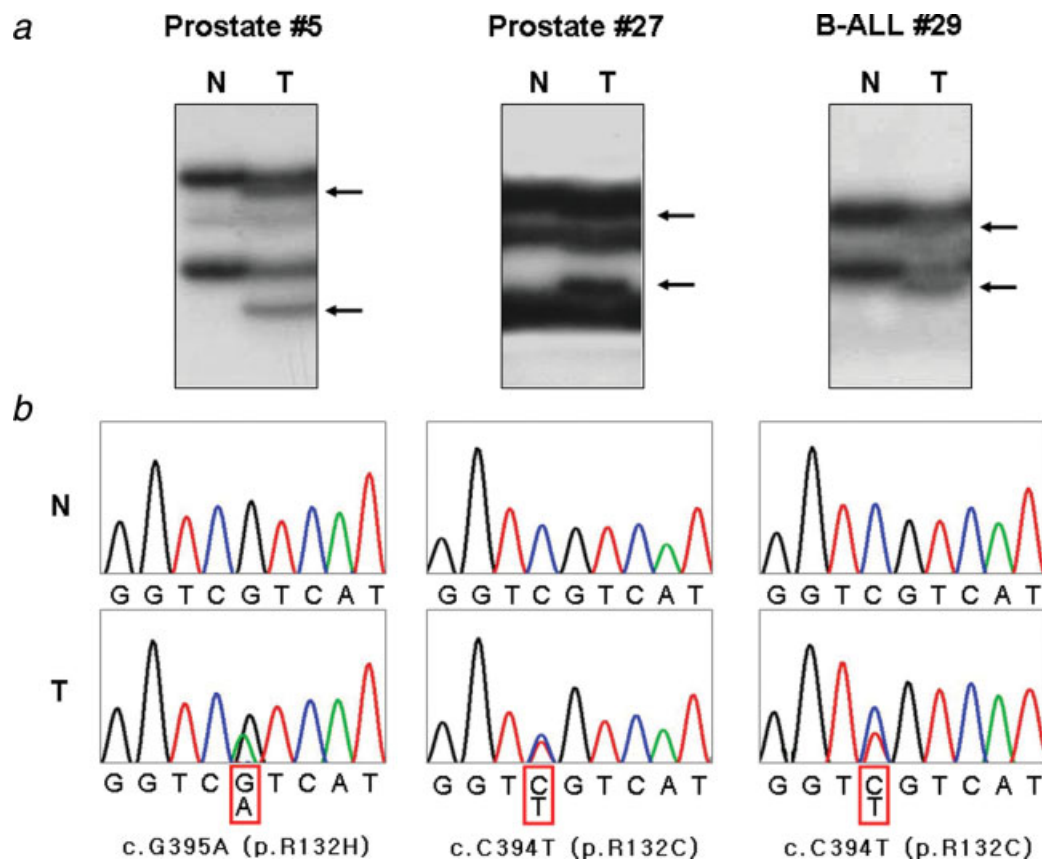 a
Prostate #5 Prostate #27 B-ALL #29
N T N T N T
b
N
G G T C G T C A T G G T C G T C A T G G T C G T C A T
T
G G T C G T C A T G G T C G T C A T G G T C G T C A T
A T T
c.G395A (p.R132H) c.C394T (p.R132C) c.C394T (p.R132C)